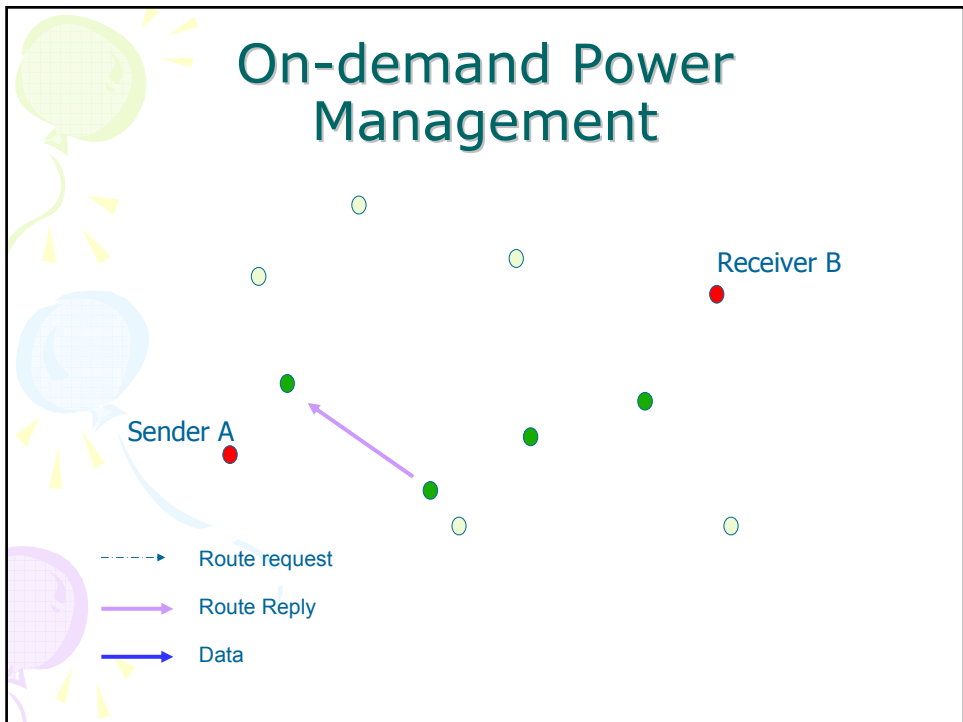 On-demand Power
Management
Receiver B
Sender A
Route request
Route Reply
Data